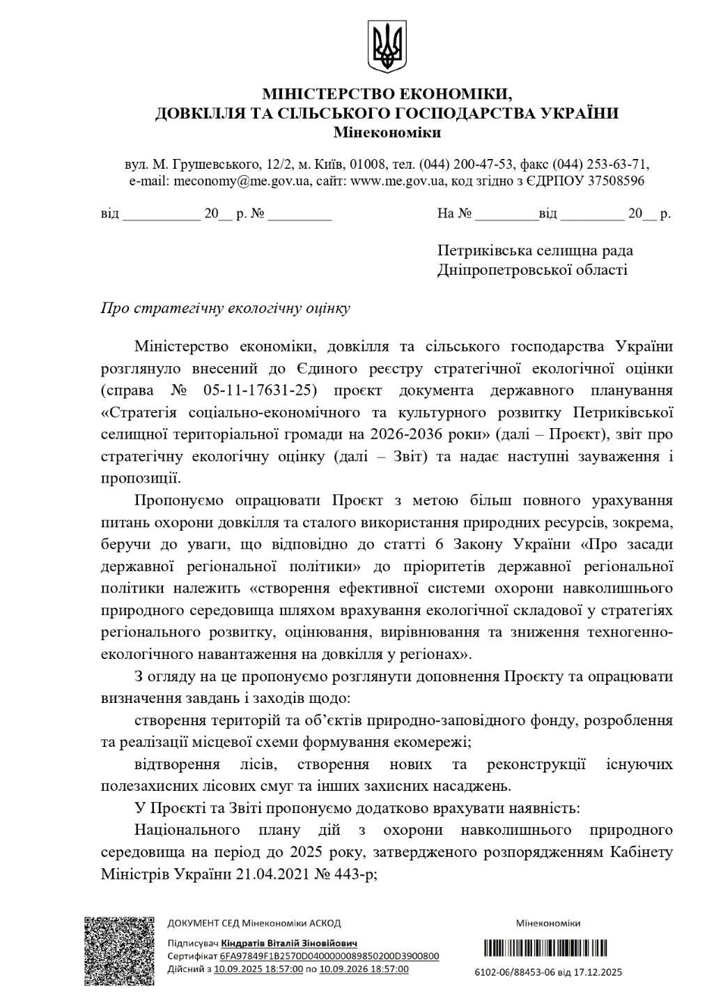 МІНІСТЕРСТВО ЕКОНОМІКИ,
ДОВКІЛЛЯ ТА СІЛЬСЬКОГО ГОСПОДАРСТВА УКРАЇНИ
Мінекономіки
вул. М. Грушевського, 12/2, м. Київ, 01008, тел. (044) 200-47-53, факс (044) 253-63-71,
e-mail: meconomy@me.gov.ua, сайт: www.me.gov.ua, код згідно з ЄДРПОУ 37508596
від ___________ 20__ р. № _________ На № _________від _________ 20__ р.
Петриківська селищна рада
Дніпропетровської області
Про стратегічну екологічну оцінку
Міністерство економіки, довкілля та сільського господарства України
розглянуло внесений до Єдиного реєстру стратегічної екологічної оцінки
(справа № 05-11-17631-25) проєкт документа державного планування
«Стратегія соціально-економічного та культурного розвитку Петриківської
селищної територіальної громади на 2026-2036 роки» (далі – Проєкт), звіт про
стратегічну екологічну оцінку (далі – Звіт) та надає наступні зауваження і
пропозиції.
Пропонуємо опрацювати Проєкт з метою більш повного урахування
питань охорони довкілля та сталого використання природних ресурсів, зокрема,
беручи до уваги, що відповідно до статті 6 Закону України «Про засади
державної регіональної політики» до пріоритетів державної регіональної
політики належить «створення ефективної системи охорони навколишнього
природного середовища шляхом врахування екологічної складової у стратегіях
регіонального розвитку, оцінювання, вирівнювання та зниження техногенно-
екологічного навантаження на довкілля у регіонах».
З огляду на це пропонуємо розглянути доповнення Проєкту та опрацювати
визначення завдань і заходів щодо:
створення територій та об’єктів природно-заповідного фонду, розроблення
та реалізації місцевої схеми формування екомережі;
відтворення лісів, створення нових та реконструкції існуючих
полезахисних лісових смуг та інших захисних насаджень.
У Проєкті та Звіті пропонуємо додатково врахувати наявність:
Національного плану дій з охорони навколишнього природного
середовища на період до 2025 року, затвердженого розпорядженням Кабінету
Міністрів України 21.04.2021 № 443-р;
ДОКУМЕНТ СЕД Мінекономіки АСКОД
Підписувач Кіндратів Віталій Зіновійович
Сертифікат 6FA97849F1B2570D0400000089850200D3900800
Дійсний з 10.09.2025 18:57:00 по 10.09.2026 18:57:00
Мінекономіки
6102-06/88453-06 від 17.12.2025